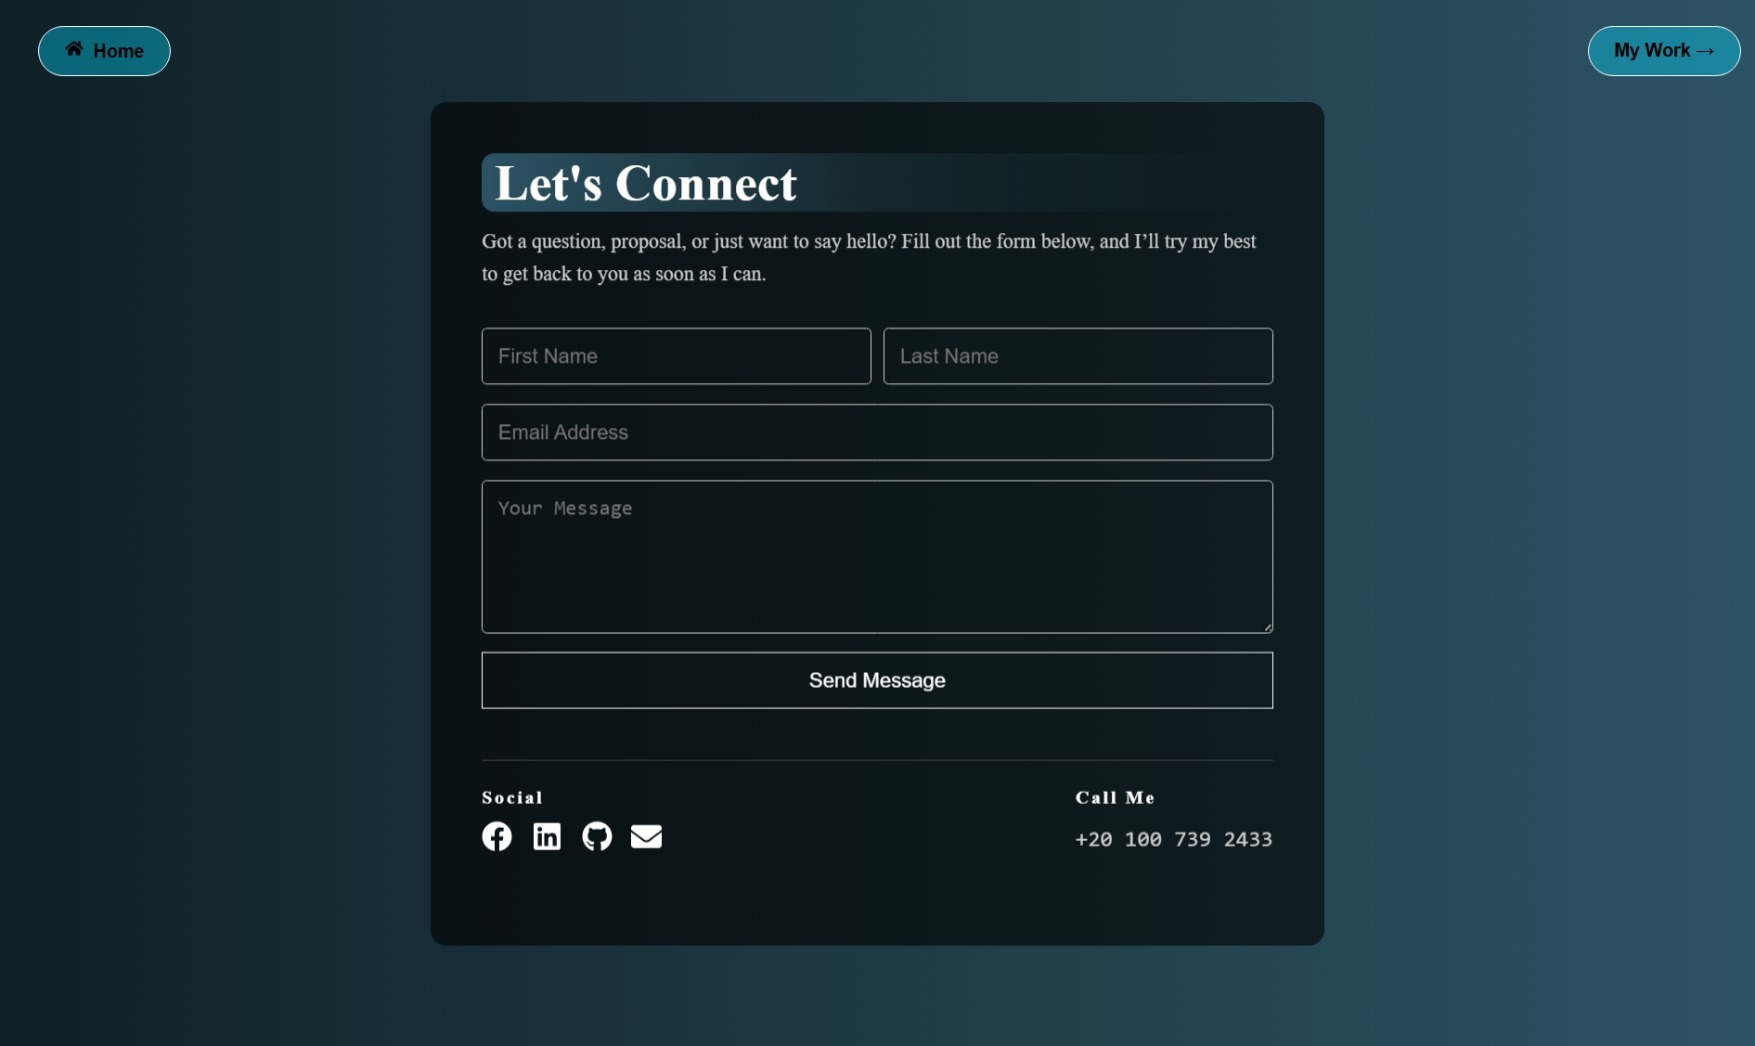 Home
My Work →
Let's Connect
Got a question, proposal, or just want to say hello? Fill out the form below, and I’ll try my best
to get back to you as soon as I can.
First Name
Last Name
Email Address
Your Message
Send Message
Social
Call Me
+20 100 739 2433